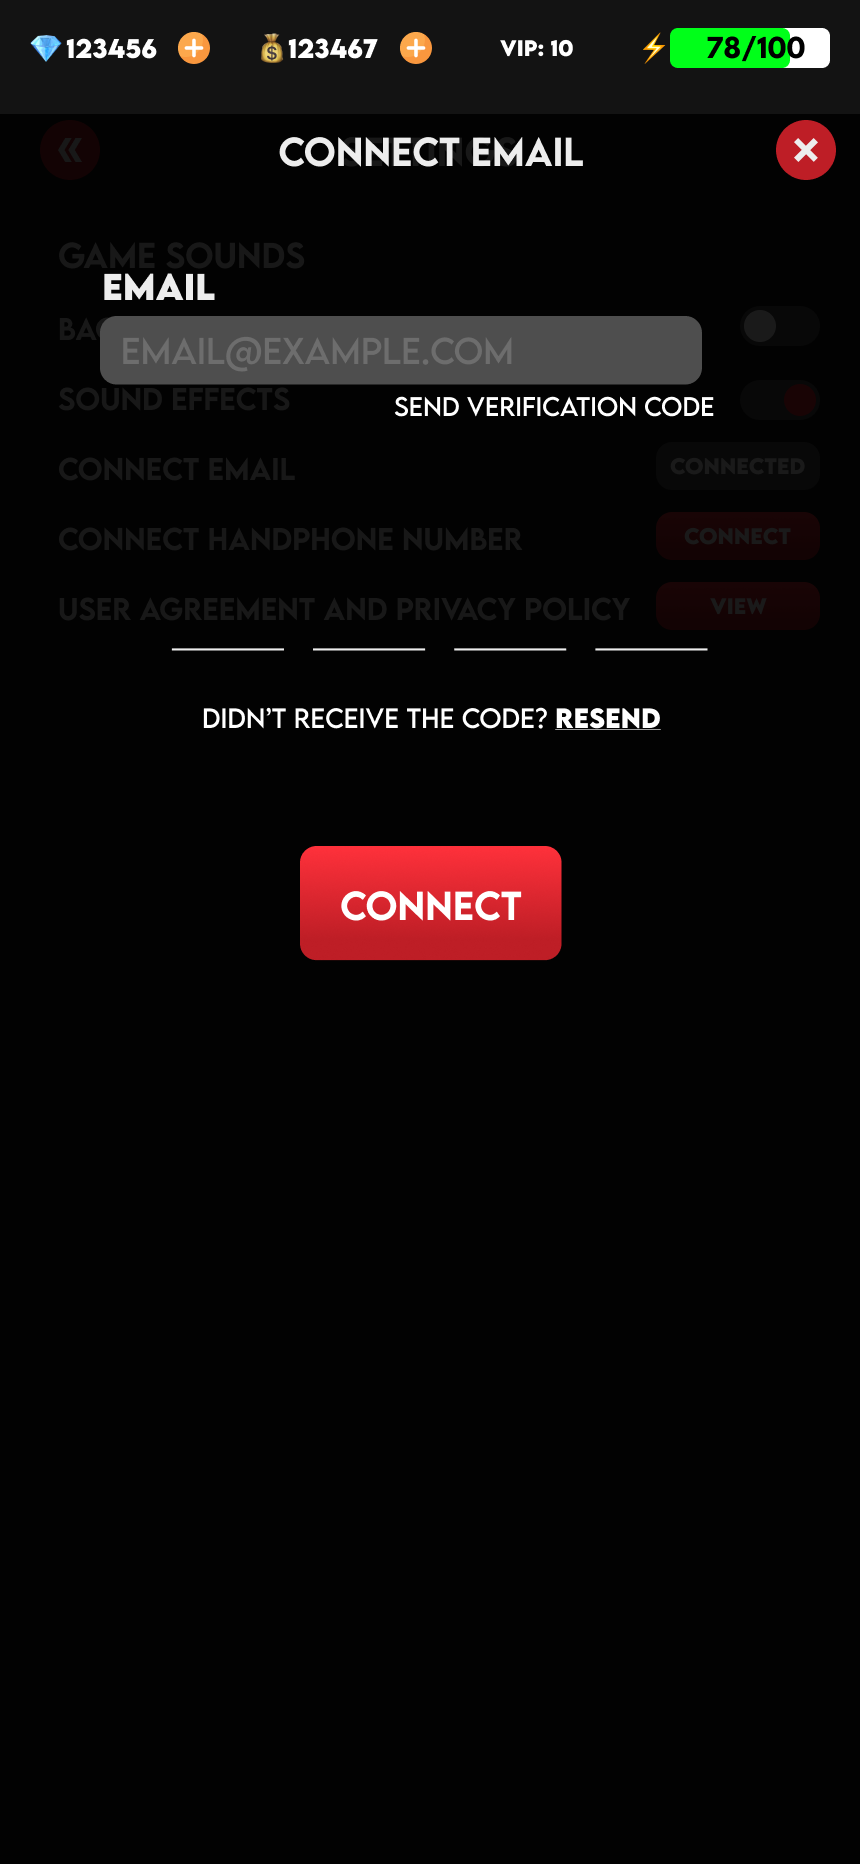 123456 123467 VIP: 10 78/100
CONNECT EMAIL
GAME SOUNDS
EMAIL
EMAIL@EXAMPLE.COM
SOUND EFFECTS
SEND VERIFICATION CODE
CONNECT EMAIL CONNECTED
CONNECT HANDPHONE NUMBER CONNECT
USER AGREEMENT AND PRIVACY POLICY VIEW
DIDN’T RECEIVE THE CODE? RESEND
CONNECT